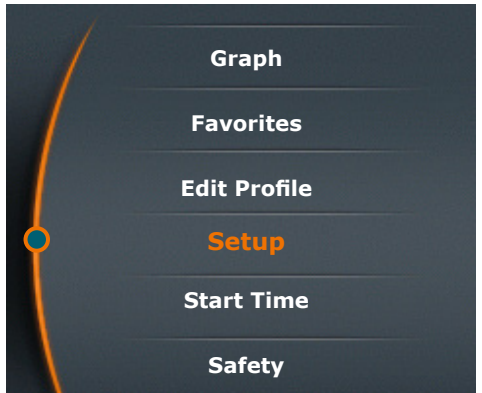 Graph
Favorites
Edit Profile
Setup
Start Time
Safety